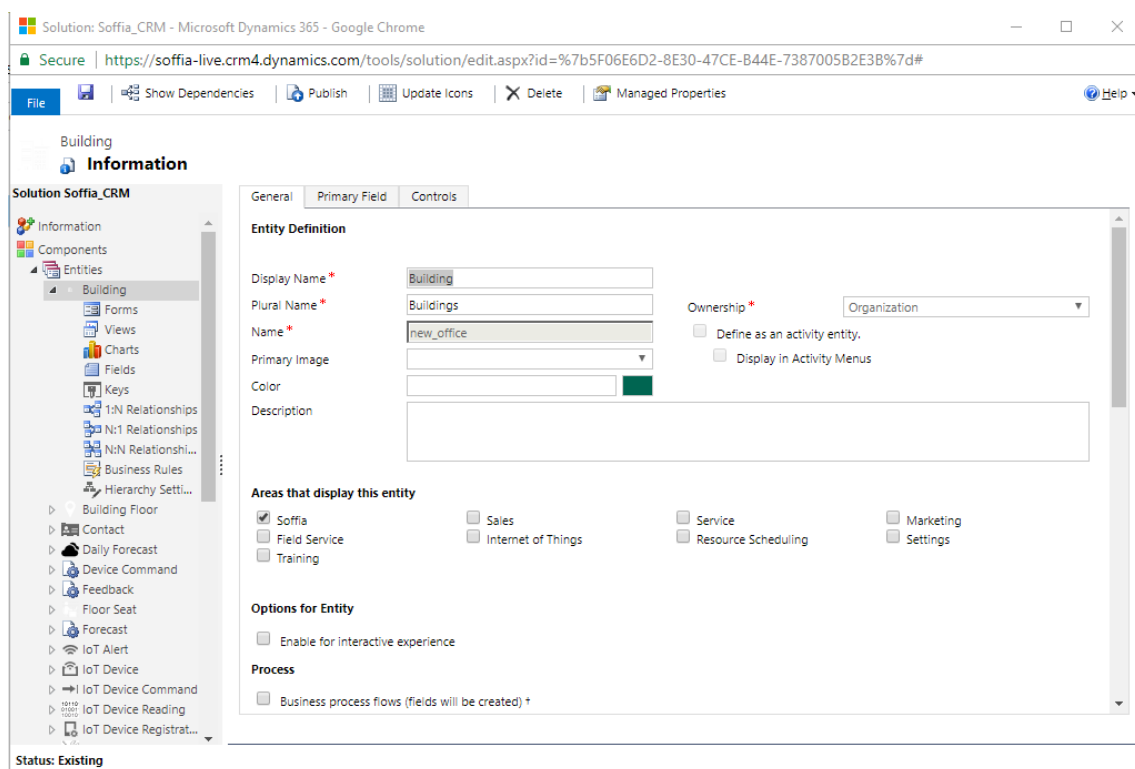 Solution: Soffia_CRM - Microsoft Dynamics 365 - Google Chrome
Secure | https://soffia-live.crm4.dynamics.com/tools/solution/edit.aspx?id=%7b5F06E6D2-8E30-47CE-B44E-7387005B2E3B%7d#
File Show Dependencies Publish Update Icons Delete Managed Properties Help
Building
Information
Solution Soffia_CRM
Information
Components
Entities
Building
Forms
Views
Charts
Fields
Keys
1:N Relationships
N:1 Relationships
N:N Relationshi...
Business Rules
Hierarchy Setti...
Building Floor
Contact
Daily Forecast
Device Command
Feedback
Floor Seat
Forecast
IoT Alert
IoT Device
IoT Device Command
IoT Device Reading
IoT Device Registrat...
General Primary Field Controls
Entity Definition
Display Name * Building
Plural Name * Buildings Ownership * Organization
Name * new_office Define as an activity entity.
Primary Image Display in Activity Menus
Color
Description
Areas that display this entity
Soffia Sales Service Marketing
Field Service Internet of Things Resource Scheduling Settings
Training
Options for Entity
Enable for interactive experience
Process
Business process flows (fields will be created) †
Status: Existing